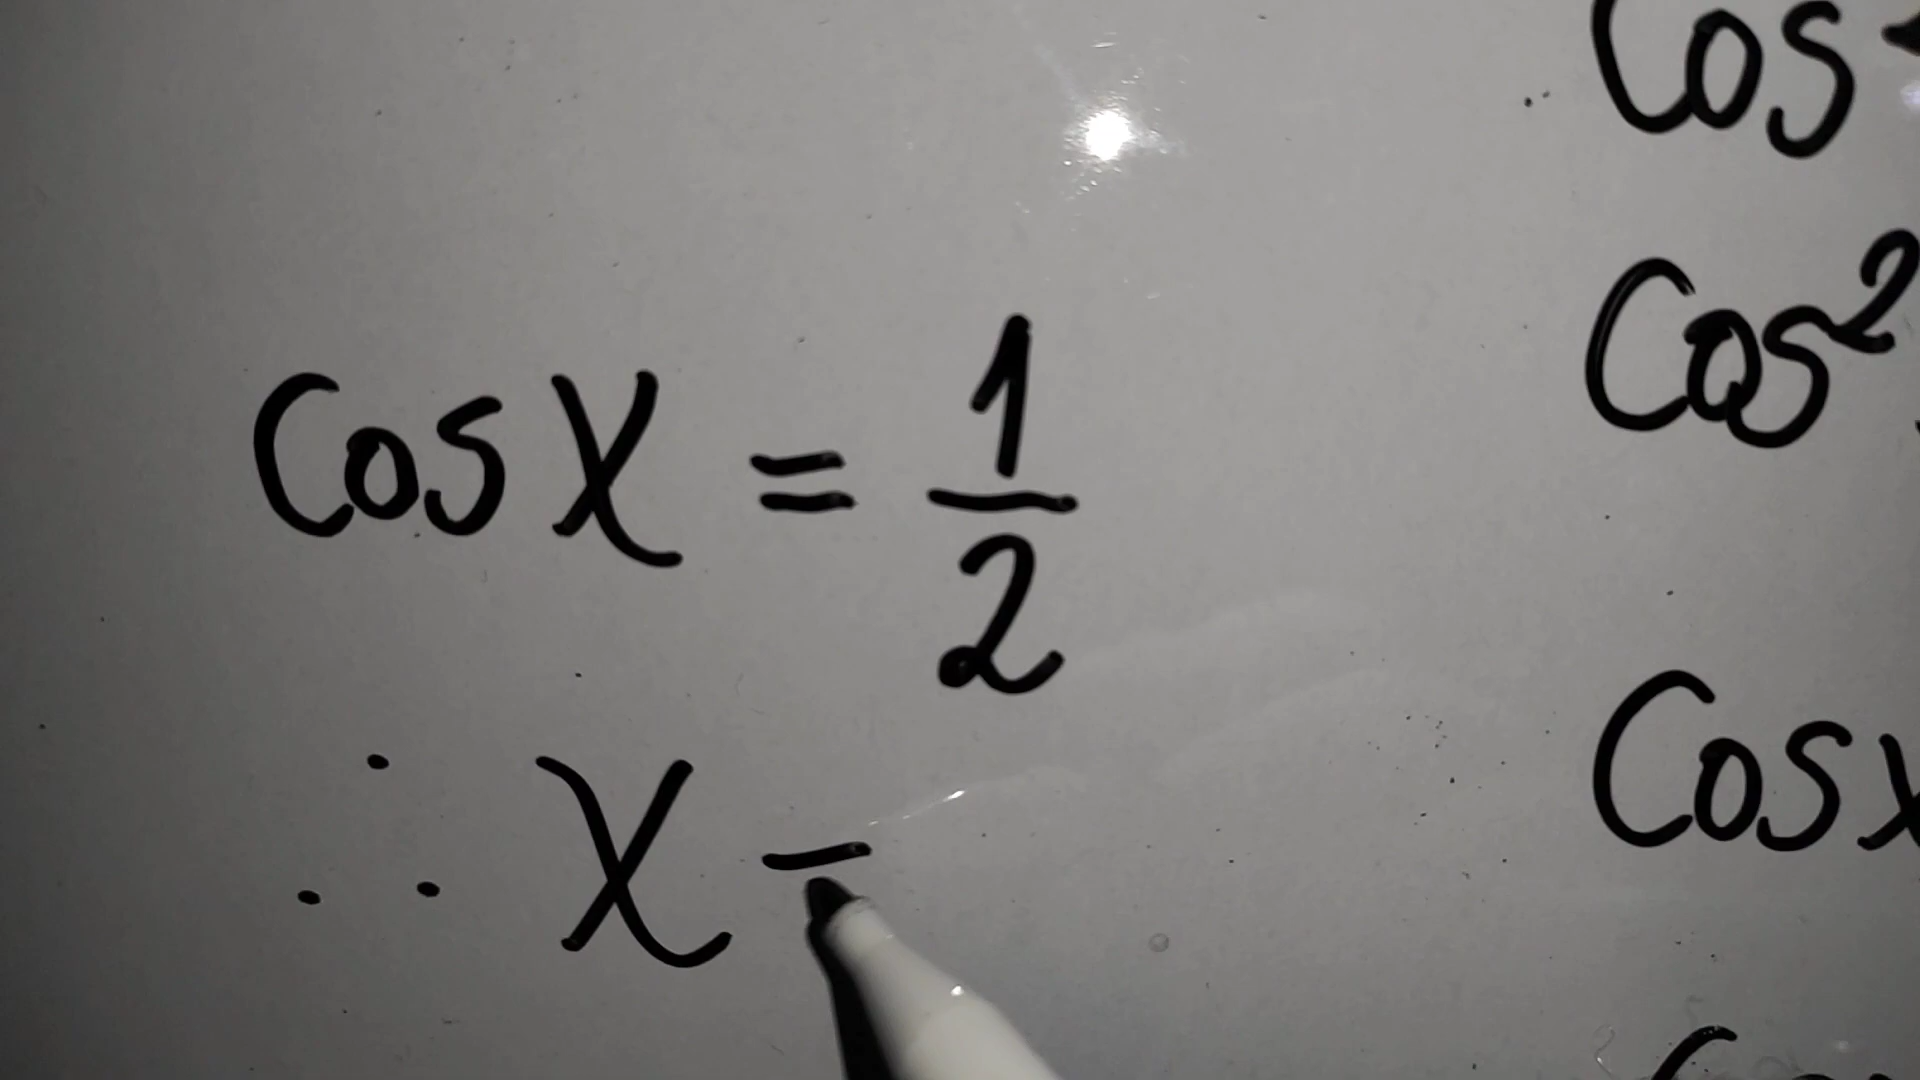 Cos
Cos²
Cos x = 1/2
Cos x
∴ x =